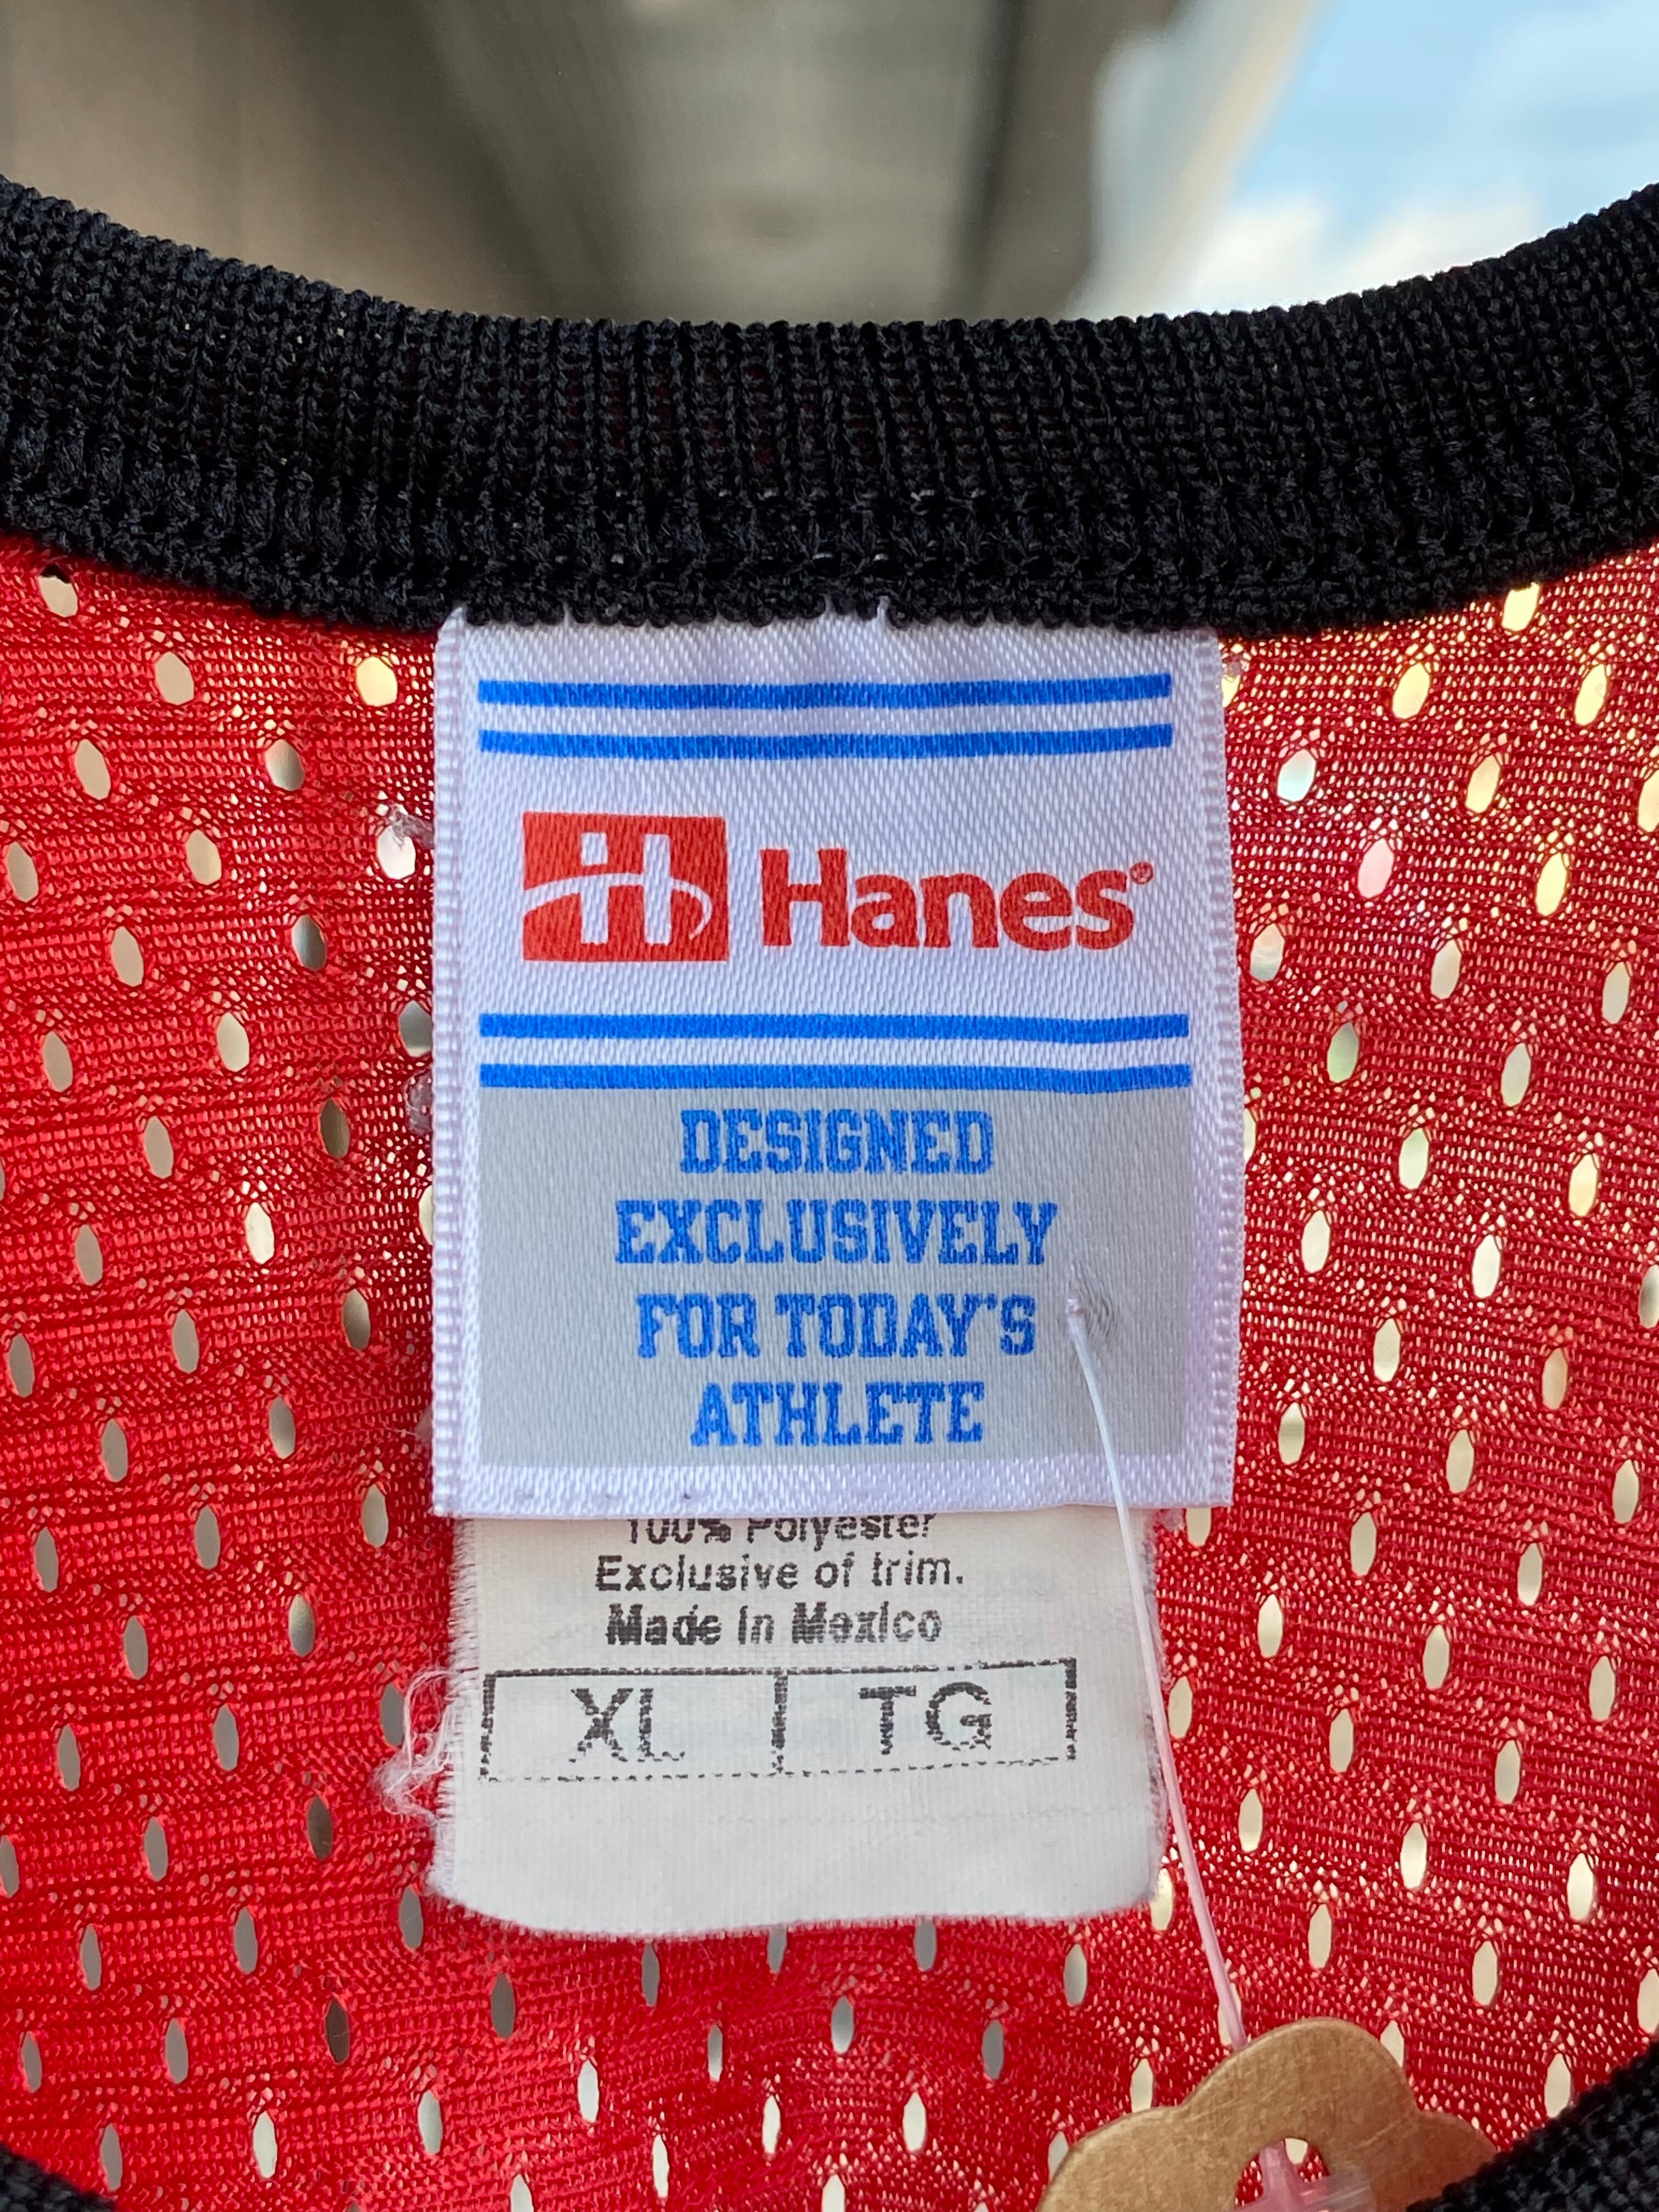 Hanes®
DESIGNED
EXCLUSIVELY
FOR TODAY'S
ATHLETE
100% Polyester
Exclusive of trim.
Made in Mexico
XL TG